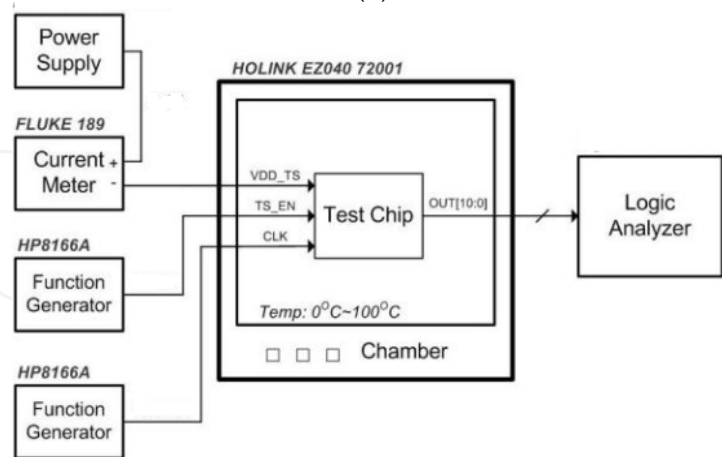 Power
Supply
HOLINK EZ040 72001
FLUKE 189
Current
Meter
+
-
VDD_TS
TS_EN
CLK
Test Chip
OUT[10:0]
Logic
Analyzer
HP8166A
Function
Generator
Temp: 0°C~100°C
Chamber
HP8166A
Function
Generator